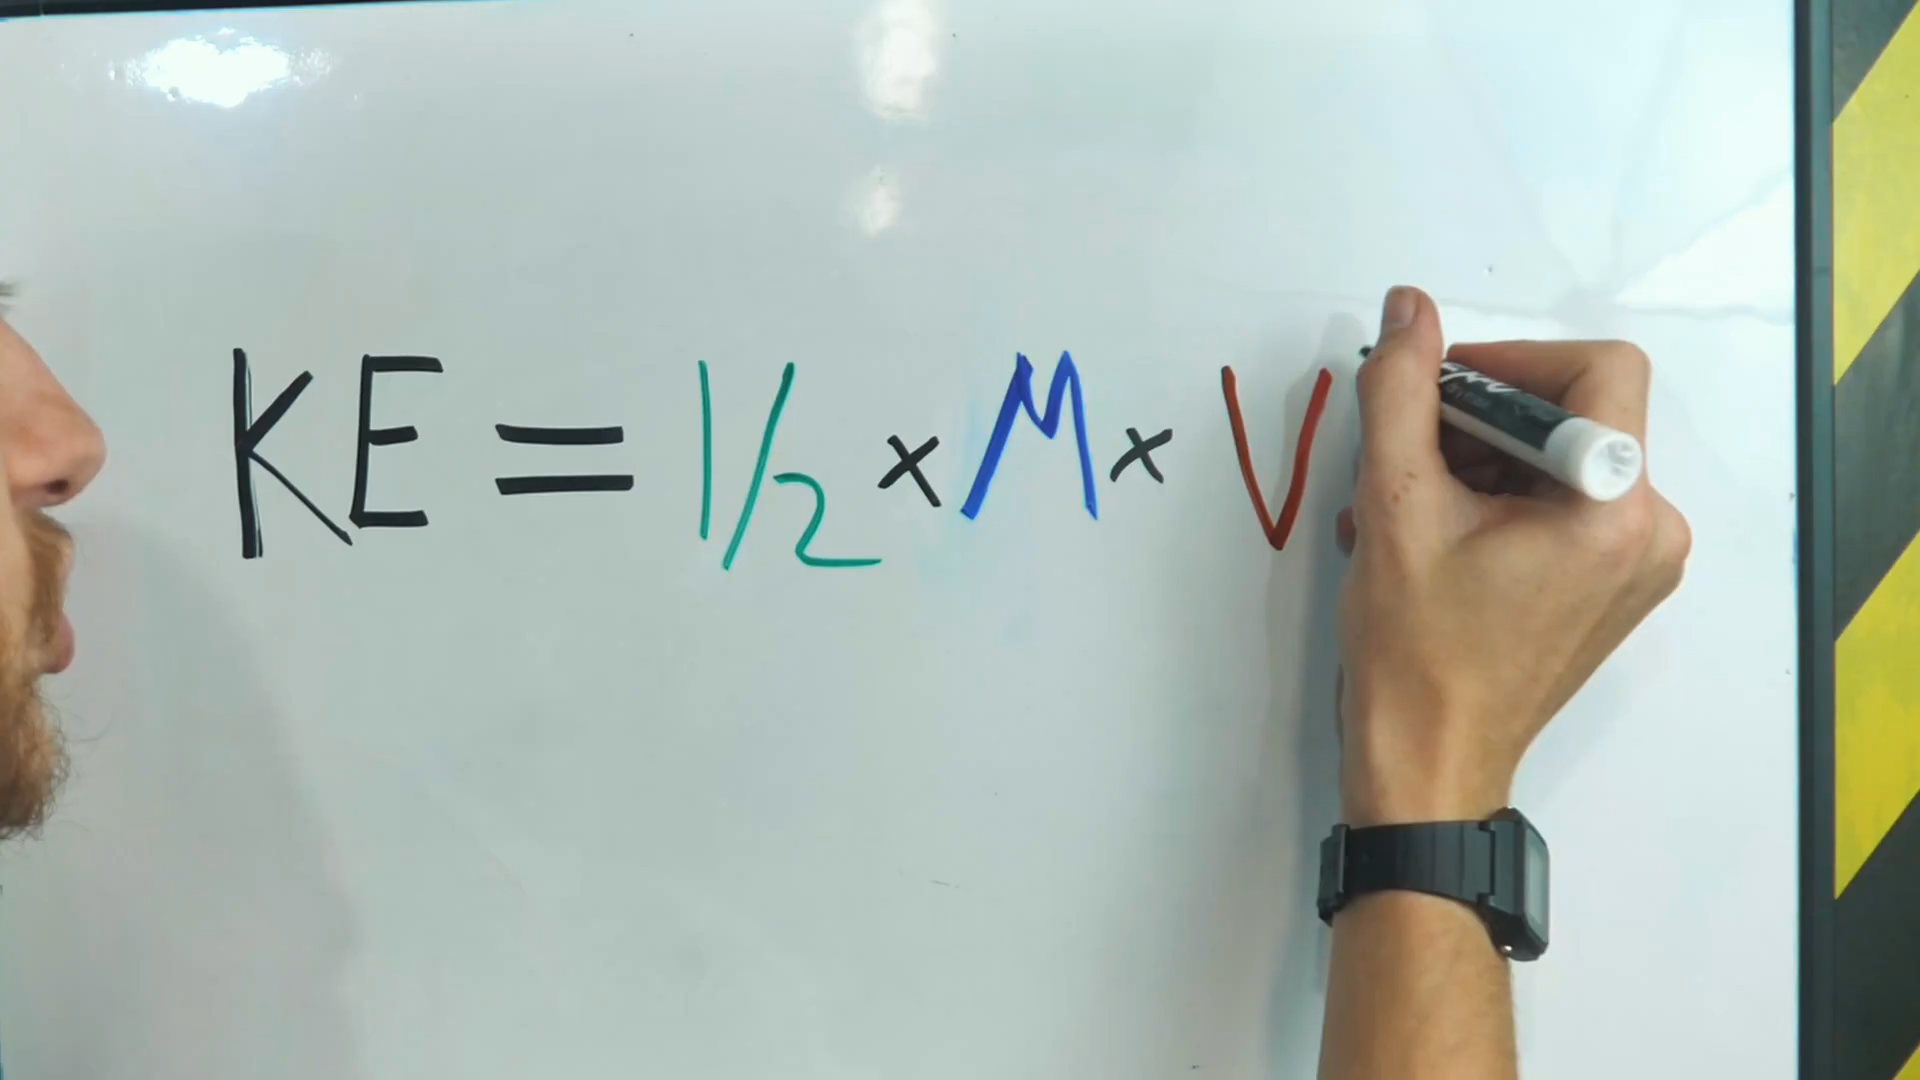 KE = 1/2 x M x V